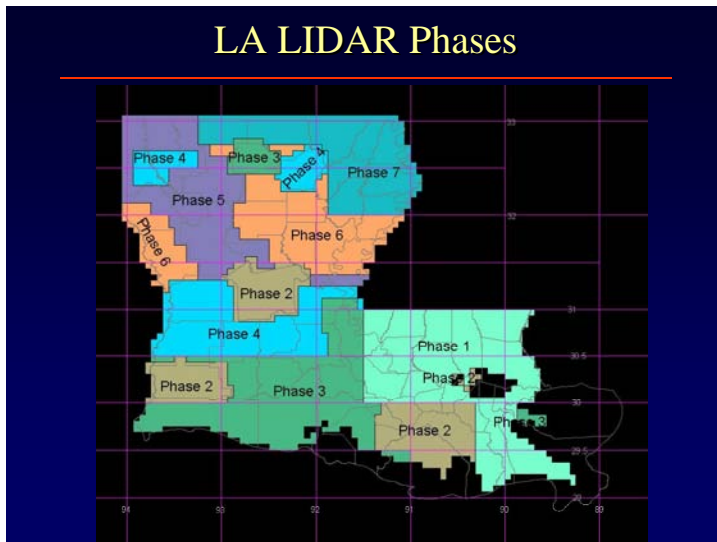 LA LIDAR Phases
33
Phase 4
Phase 3
Phase 4
Phase 7
Phase 5
32
Phase 6
Phase 6
Phase 2
31
Phase 4
Phase 1
30.5
Phase 2
Phase 2
Phase 3
30
Phase 2
Phase 3
29.5
94
93
92
91
90
89